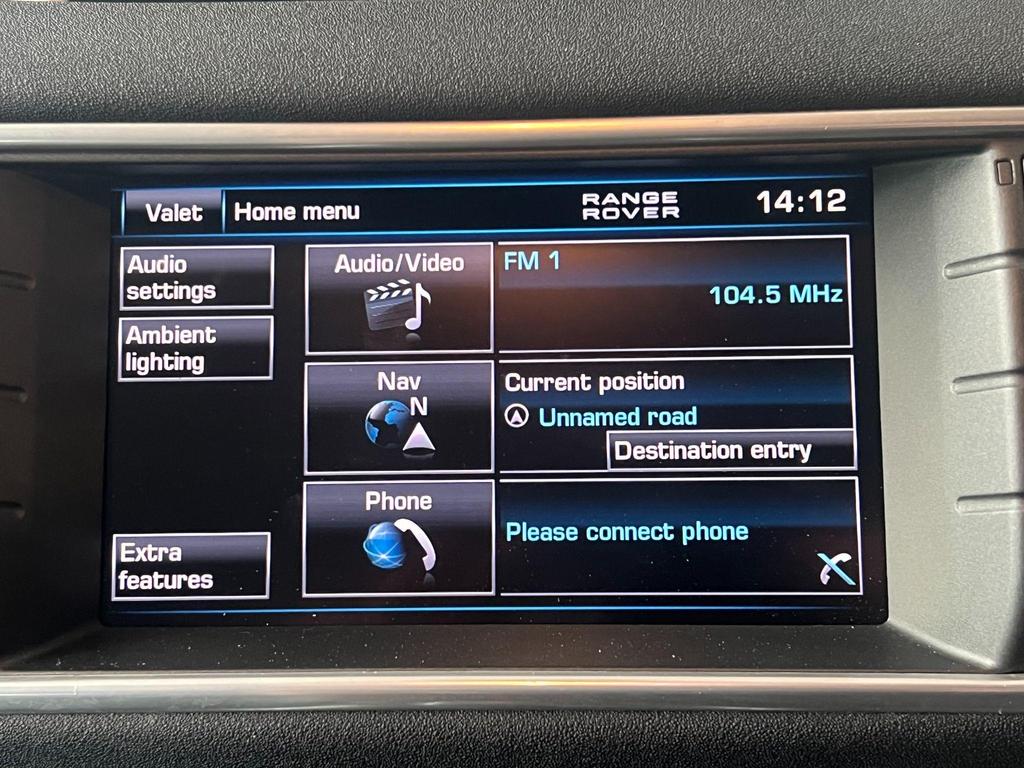 Valet
Home menu
RANGE
ROVER
14:12
Audio
settings
Ambient
lighting
Extra
features
Audio/Video
FM 1
104.5 MHz
Nav
N
Current position
Unnamed road
Destination entry
Phone
Please connect phone